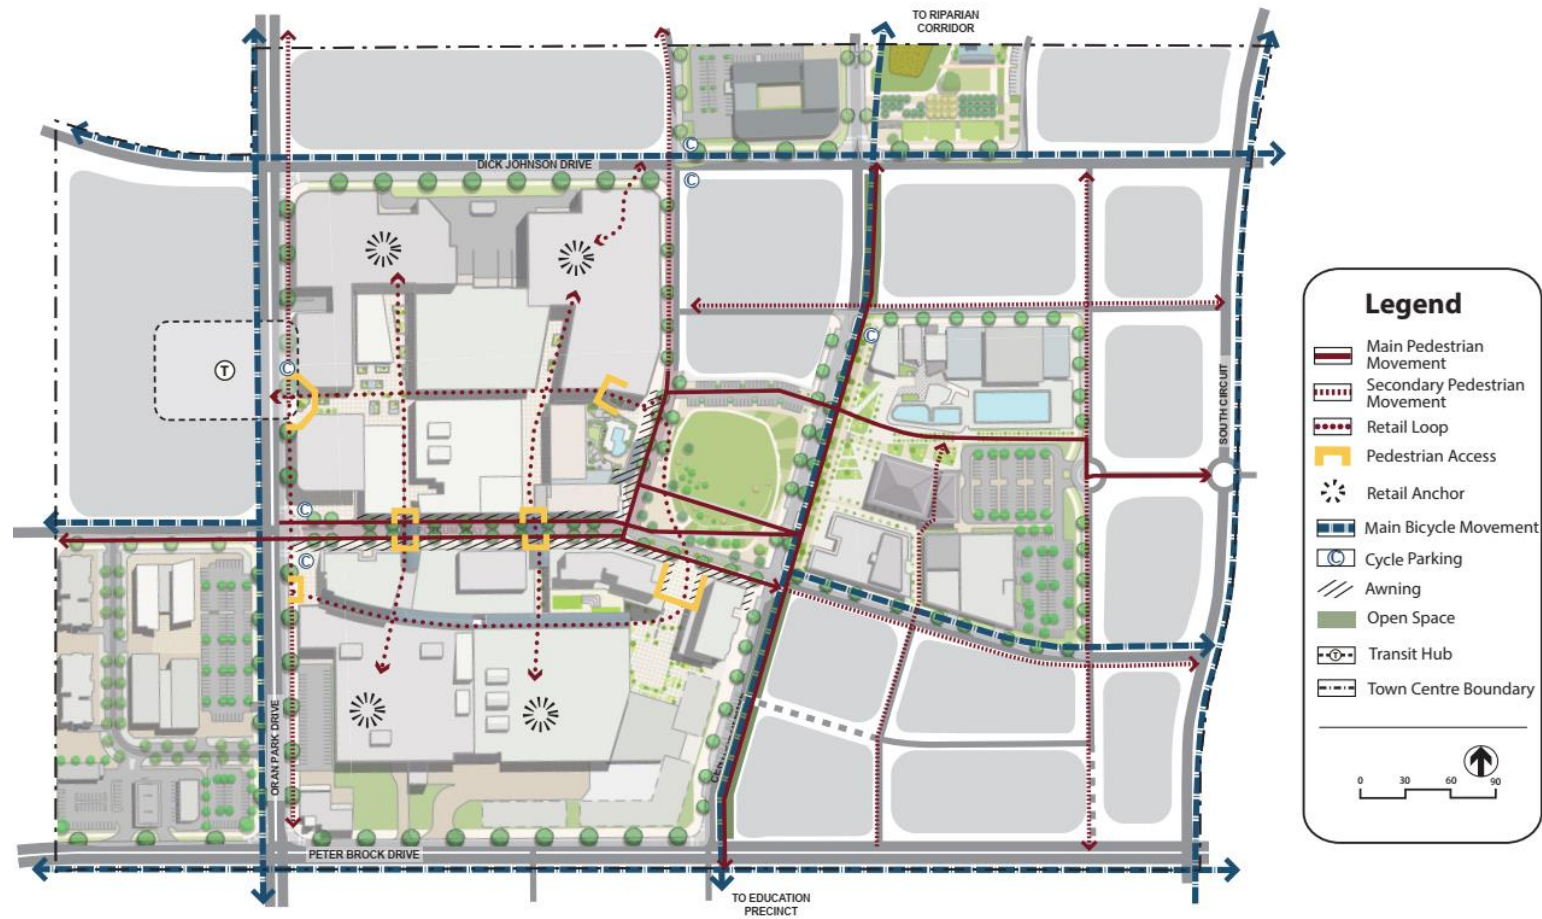 TO RIPARIAN
CORRIDOR
DICK JOHNSON DRIVE
C
C
C
C
T
SOUTH CIRCUIT
C
C
ORAN PARK DRIVE
PETER BROCK DRIVE
TO EDUCATION
PRECINCT
Legend
Main Pedestrian
Movement
Secondary Pedestrian
Movement
Retail Loop
Pedestrian Access
Retail Anchor
Main Bicycle Movement
C Cycle Parking
Awning
Open Space
T Transit Hub
Town Centre Boundary
0 30 60 90